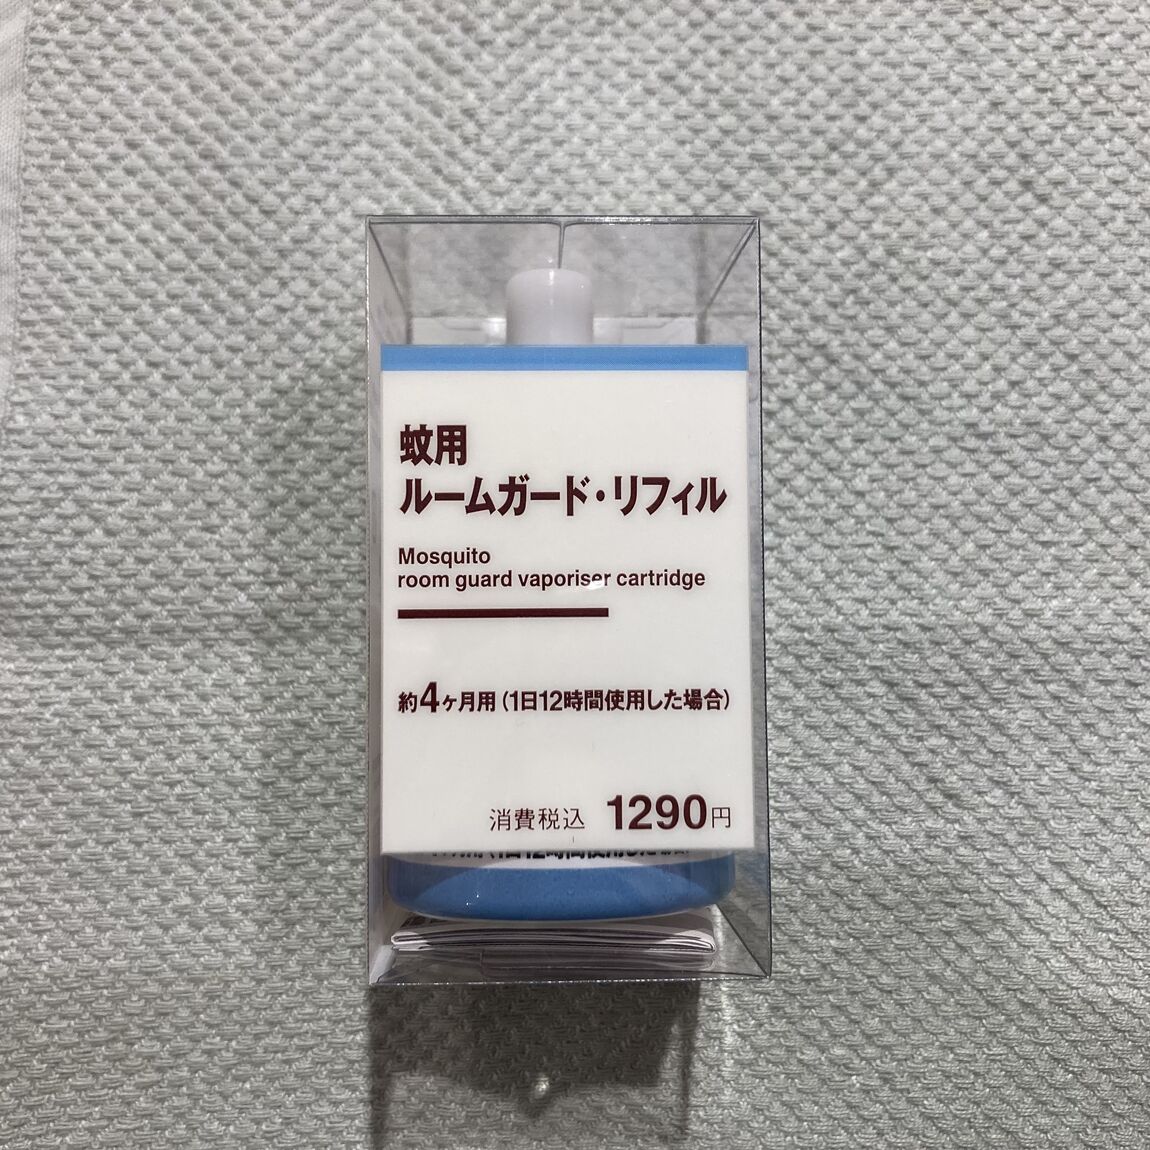 蚊用
ルームガード・リフィル
Mosquito
room guard vaporiser cartridge
約4ヶ月用(1日12時間使用した場合)
消費税込 1290円